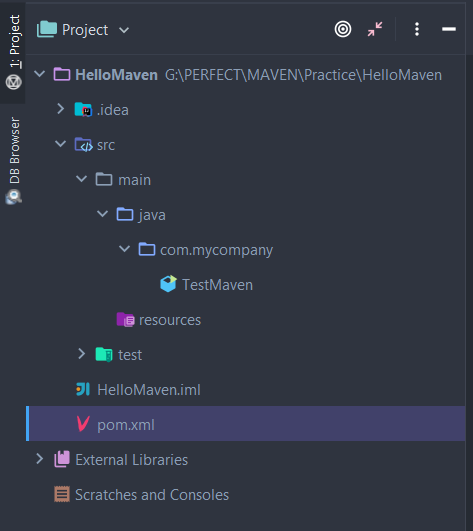 Project
1: Project
HelloMaven G:\PERFECT\MAVEN\Practice\HelloMaven
.idea
DB Browser
src
main
java
com.mycompany
TestMaven
resources
test
HelloMaven.iml
pom.xml
External Libraries
Scratches and Consoles